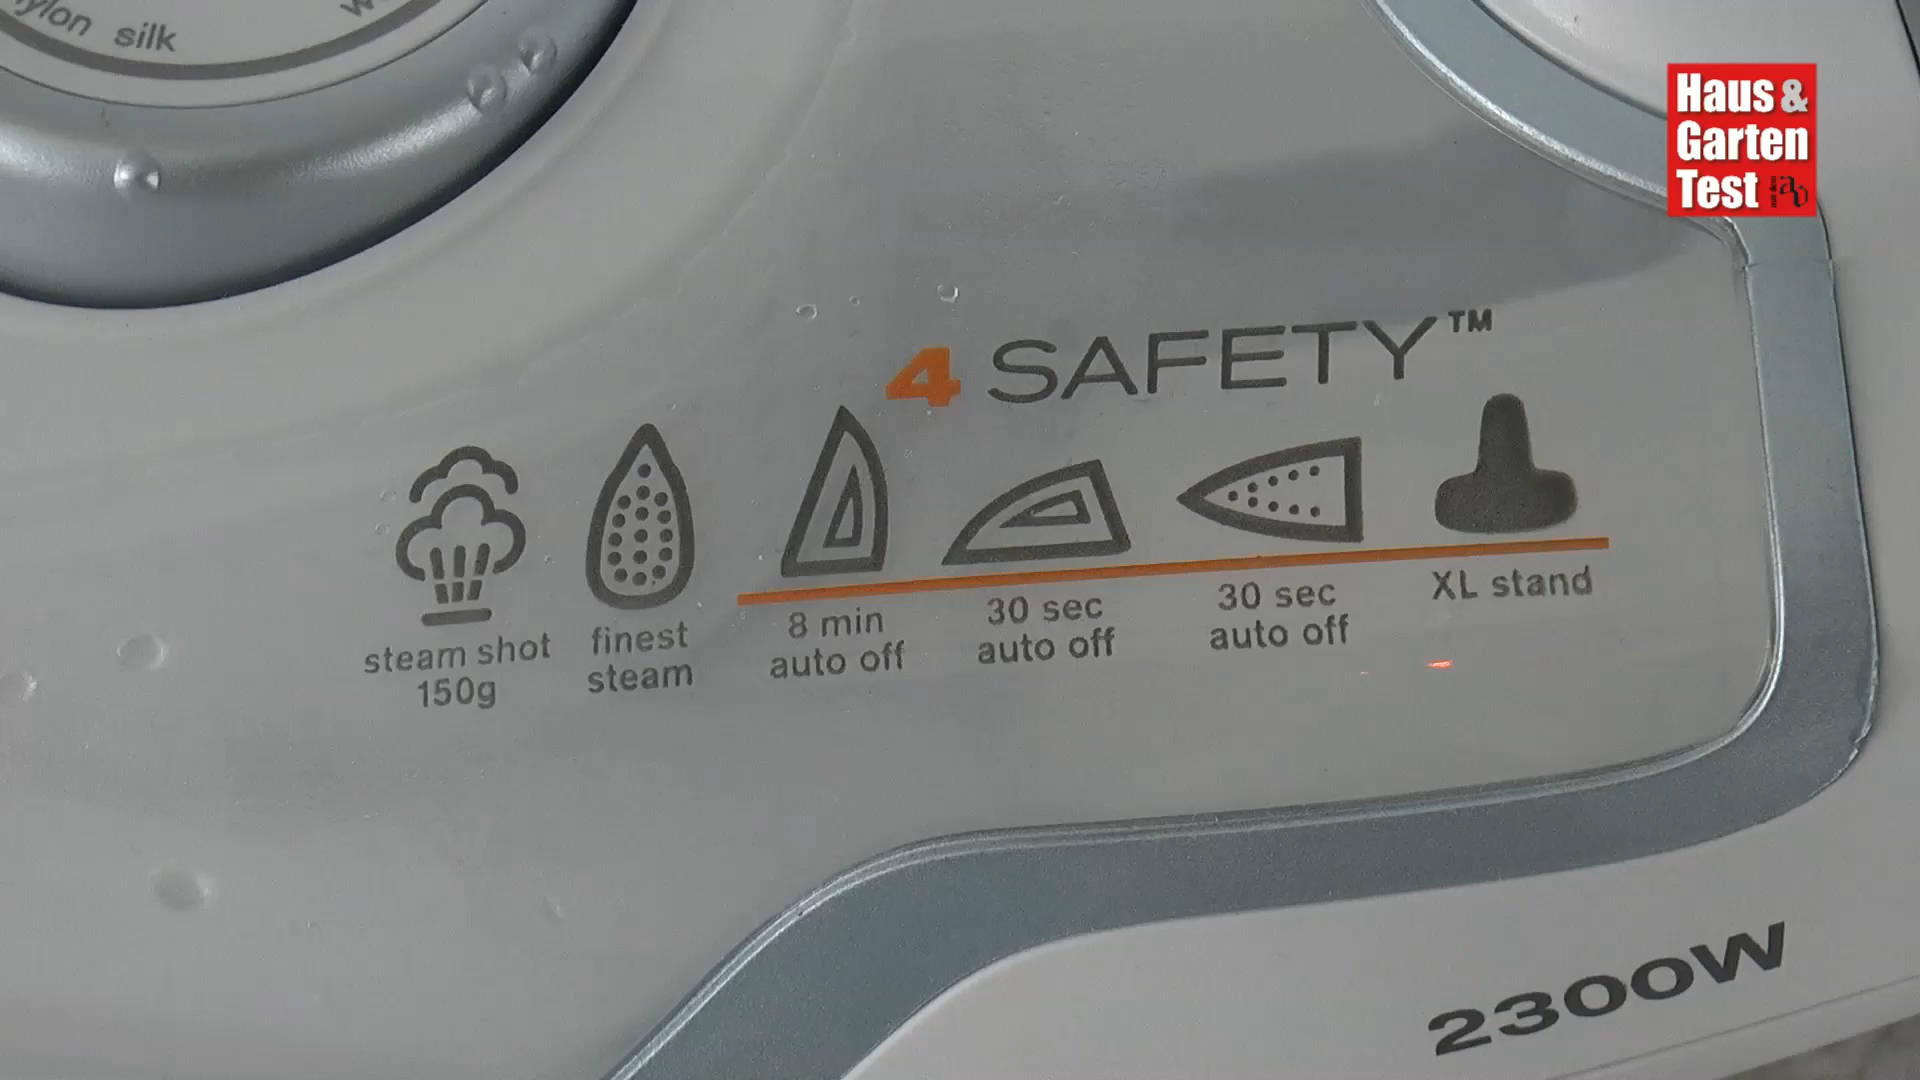 nylon silk
Haus &
Garten
Test
4 SAFETY™
steam shot
150g
finest
steam
8 min
auto off
30 sec
auto off
30 sec
auto off
XL stand
2300W